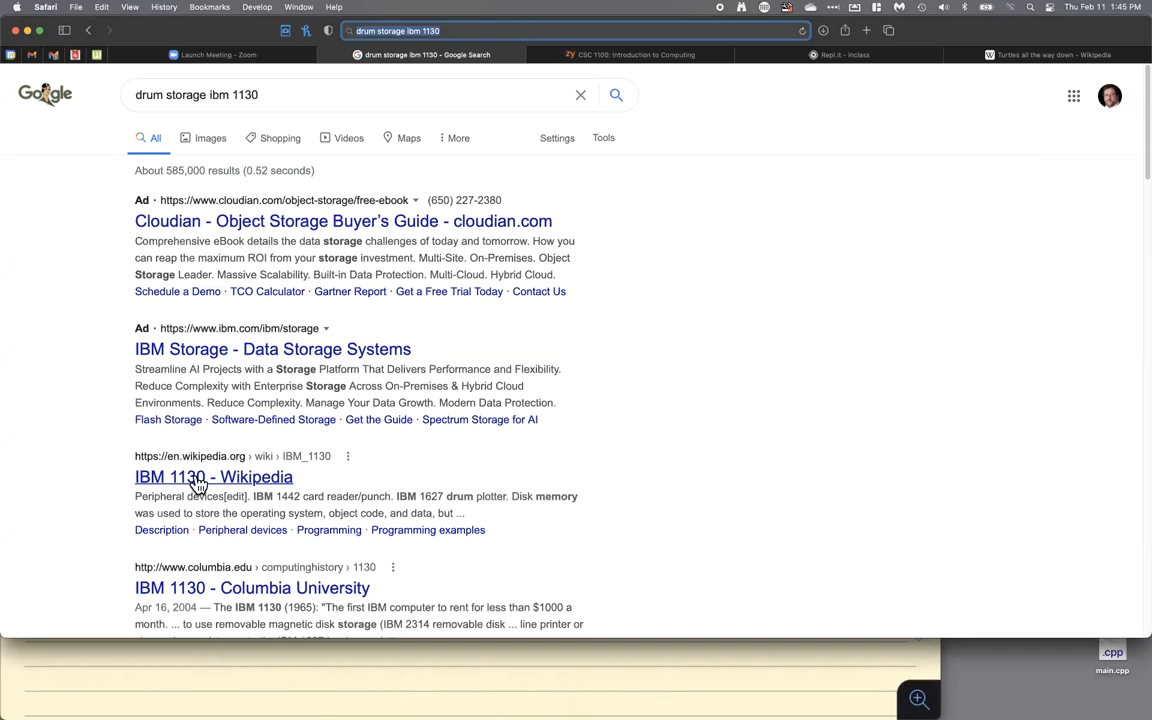 Safari File Edit View History Bookmarks Develop Window Help Thu Feb 11 1:45 PM
drum storage ibm 1130
Launch Meeting - Zoom
drum storage ibm 1130 - Google Search
CSC 1100: Introduction to Computing
Repl.it - inclass
Turtles all the way down - Wikipedia
Google
drum storage ibm 1130
All Images Shopping Videos Maps More Settings Tools
About 585,000 results (0.52 seconds)
Ad · https://www.cloudian.com/object-storage/free-ebook (650) 227-2380
Cloudian - Object Storage Buyer's Guide - cloudian.com
Comprehensive eBook details the data storage challenges of today and tomorrow. How you
can reap the maximum ROI from your storage investment. Multi-Site. On-Premises. Object
Storage Leader. Massive Scalability. Built-in Data Protection. Multi-Cloud. Hybrid Cloud.
Schedule a Demo · TCO Calculator · Gartner Report · Get a Free Trial Today · Contact Us
Ad · https://www.ibm.com/ibm/storage
IBM Storage - Data Storage Systems
Streamline AI Projects with a Storage Platform That Delivers Performance and Flexibility.
Reduce Complexity with Enterprise Storage Across On-Premises & Hybrid Cloud
Environments. Reduce Complexity. Manage Your Data Growth. Modern Data Protection.
Flash Storage · Software-Defined Storage · Get the Guide · Spectrum Storage for AI
https://en.wikipedia.org › wiki › IBM_1130
IBM 1130 - Wikipedia
Peripheral devices[edit]. IBM 1442 card reader/punch. IBM 1627 drum plotter. Disk memory
was used to store the operating system, object code, and data, but ...
Description · Peripheral devices · Programming · Programming examples
http://www.columbia.edu › computinghistory › 1130
IBM 1130 - Columbia University
Apr 16, 2004 — The IBM 1130 (1965): "The first IBM computer to rent for less than $1000 a
month. ... to use removable magnetic disk storage (IBM 2314 removable disk ... line printer or
.cpp
main.cpp